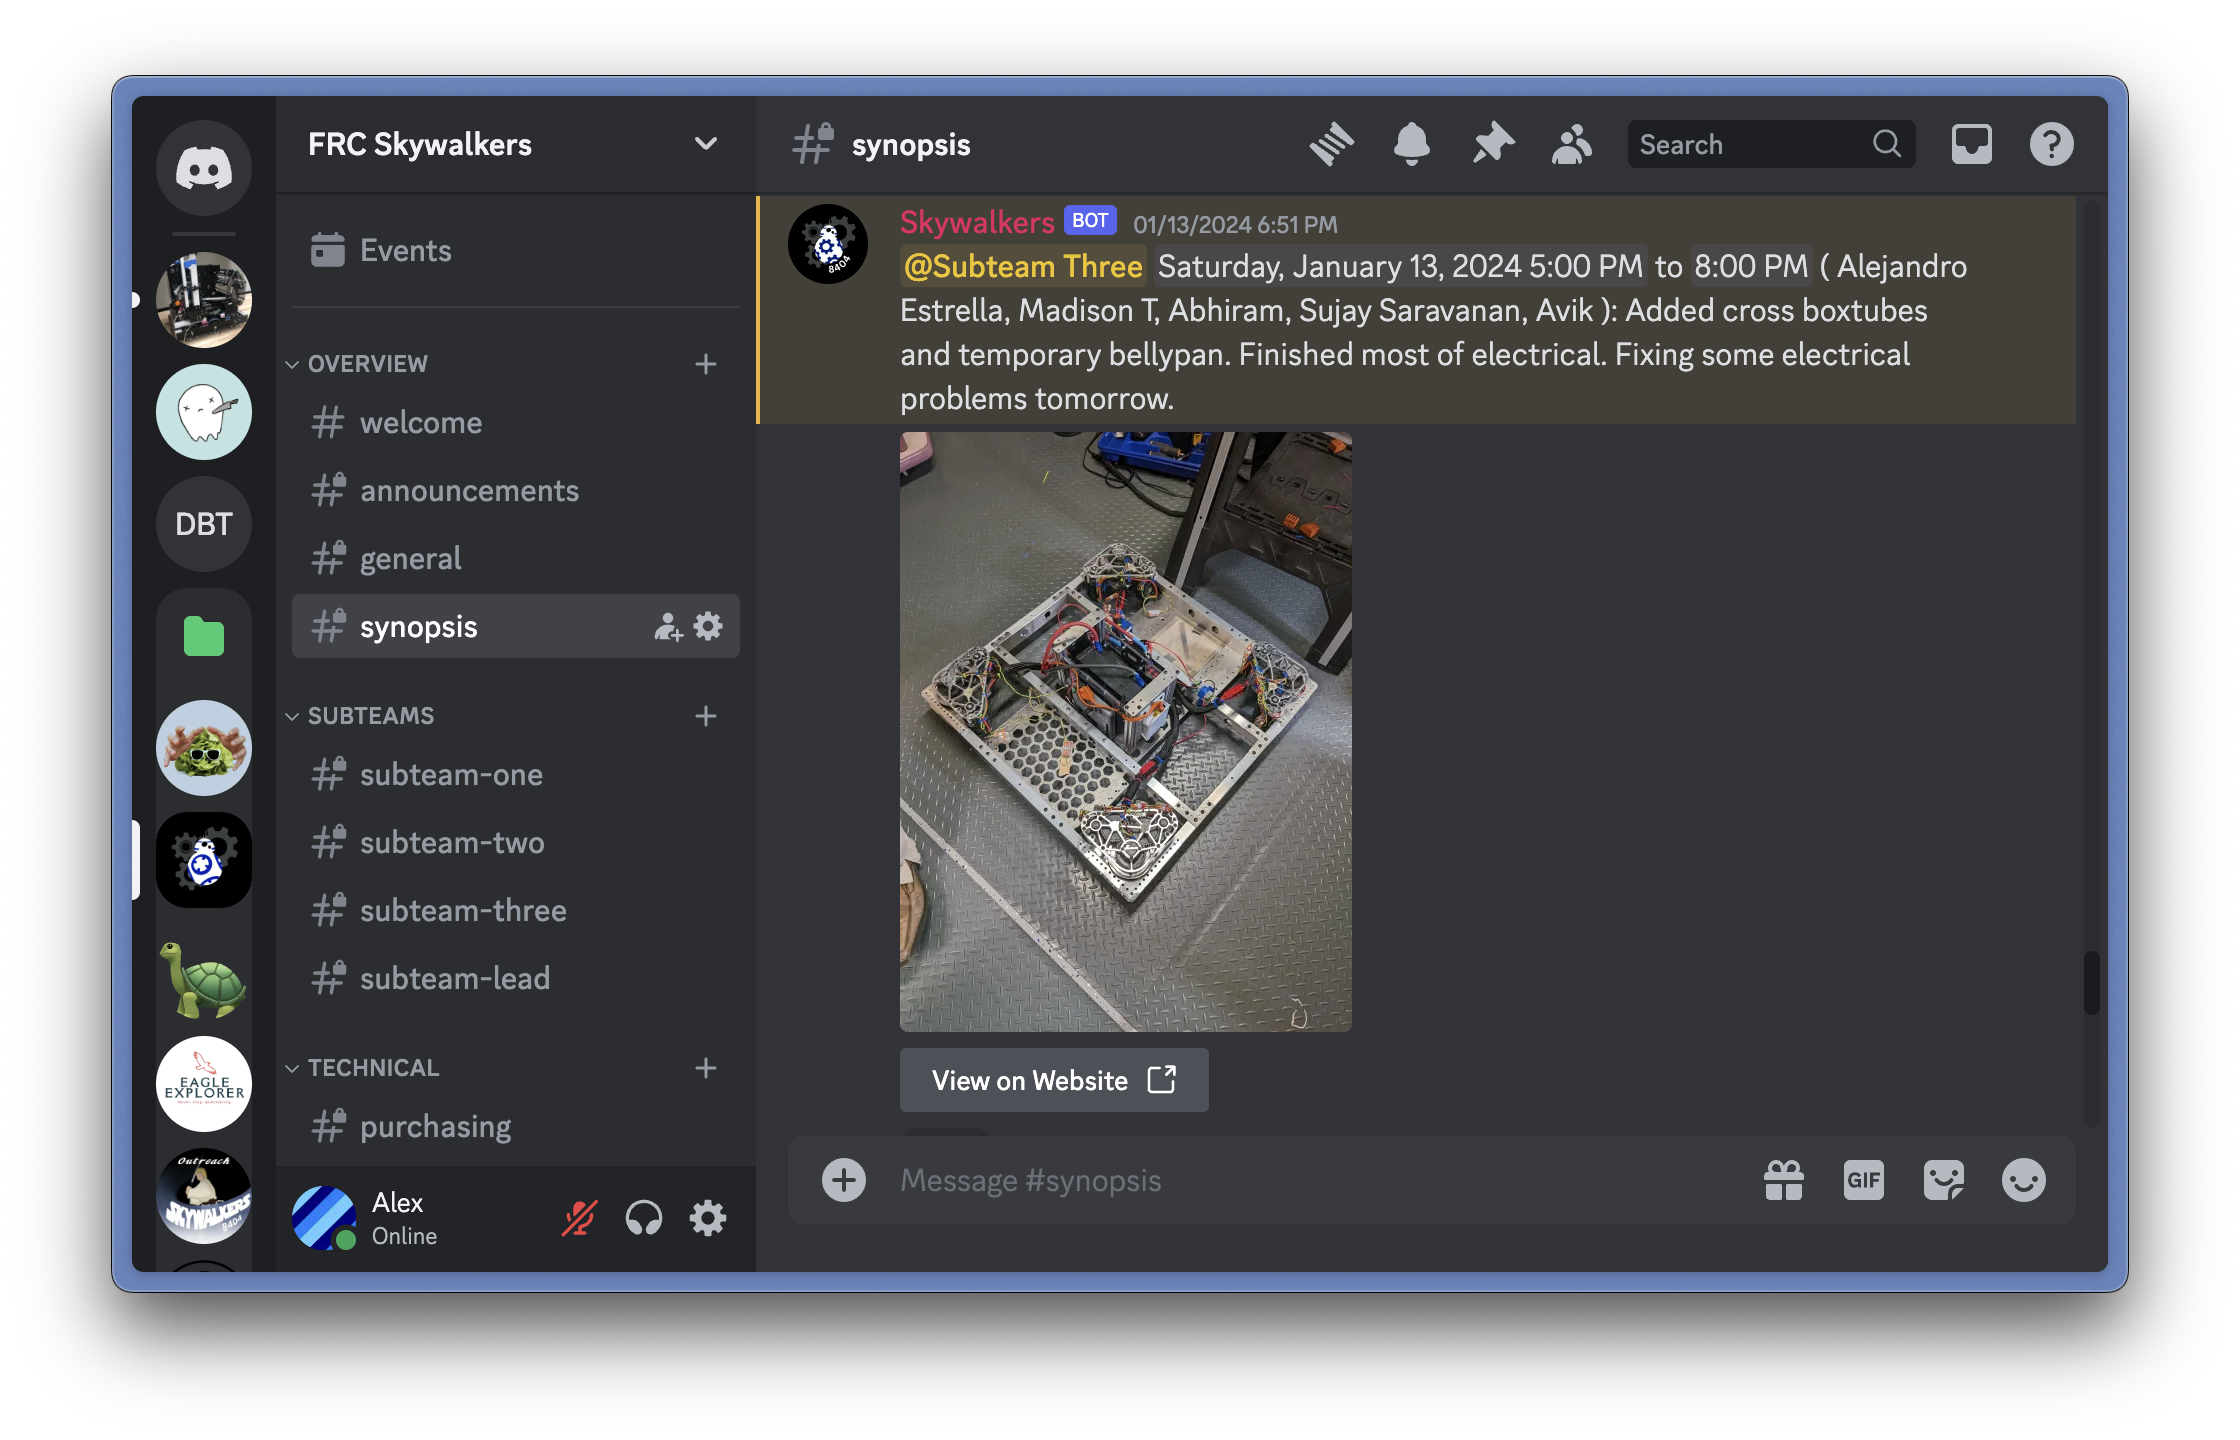 FRC Skywalkers
Events
OVERVIEW
welcome
announcements
general
synopsis
SUBTEAMS
subteam-one
subteam-two
subteam-three
subteam-lead
TECHNICAL
purchasing
Alex
Online
DBT
EAGLE
EXPLORER
Outreach
SKYWALKERS
8404
synopsis
Search
Skywalkers BOT 01/13/2024 6:51 PM
8404
@Subteam Three Saturday, January 13, 2024 5:00 PM to 8:00 PM ( Alejandro
Estrella, Madison T, Abhiram, Sujay Saravanan, Avik ): Added cross boxtubes
and temporary bellypan. Finished most of electrical. Fixing some electrical
problems tomorrow.
View on Website
Message #synopsis
GIF